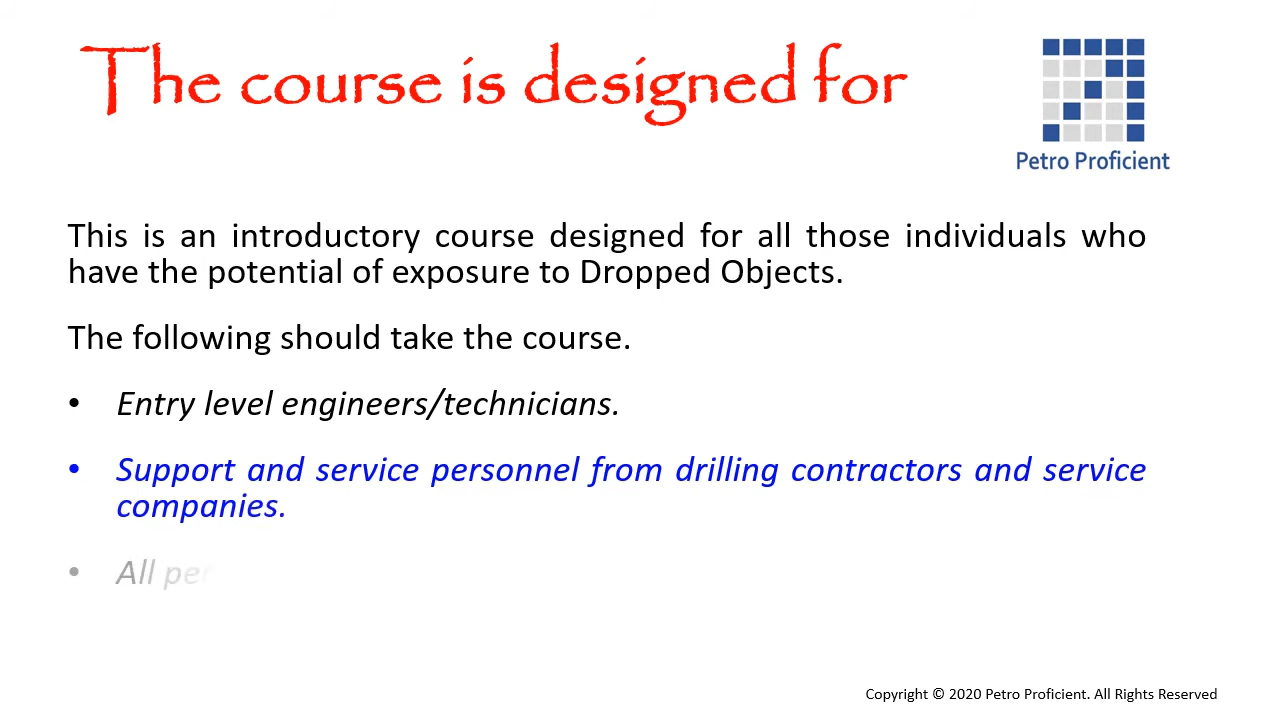 The course is designed for
Petro Proficient
This is an introductory course designed for all those individuals who
have the potential of exposure to Dropped Objects.
The following should take the course.
• Entry level engineers/technicians.
• Support and service personnel from drilling contractors and service
companies.
• All
Copyright © 2020 Petro Proficient. All Rights Reserved